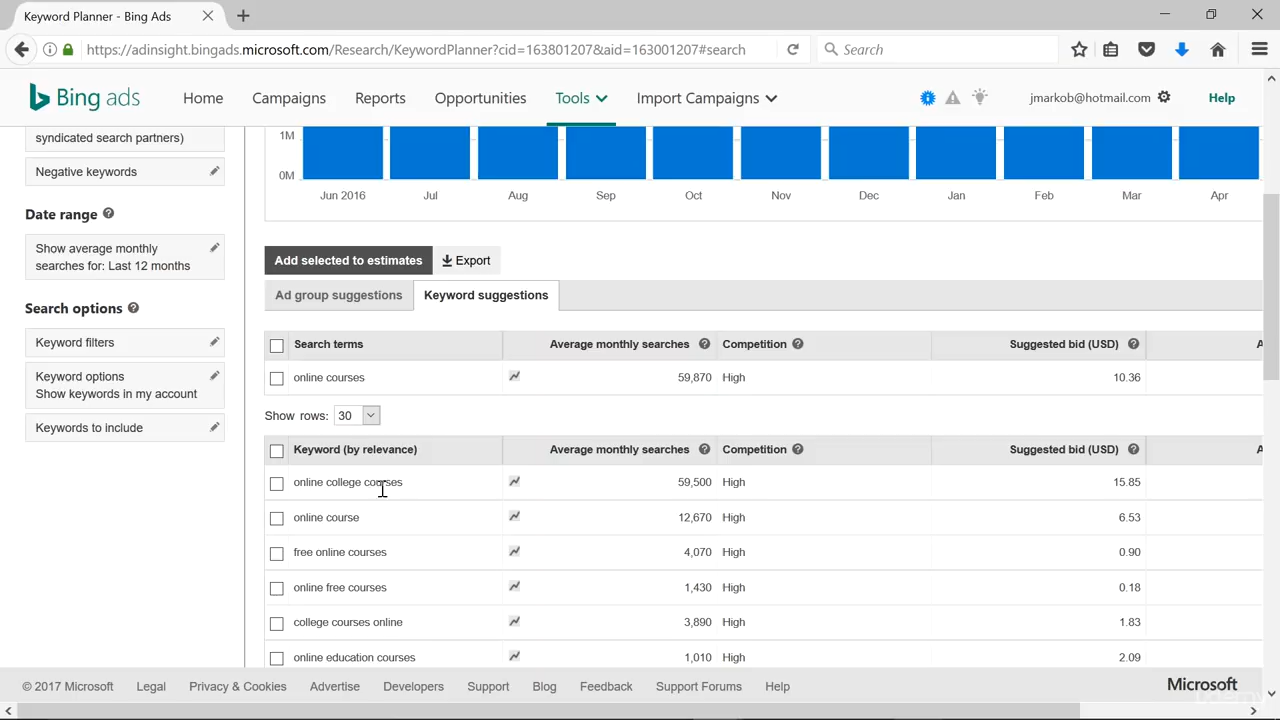 Keyword Planner - Bing Ads
https://adinsight.bingads.microsoft.com/Research/KeywordPlanner?cid=163801207&aid=163001207#search
Search
Bing ads
Home
Campaigns
Reports
Opportunities
Tools
Import Campaigns
jmarkob@hotmail.com
Help
syndicated search partners)
Negative keywords
Date range
Show average monthly
searches for: Last 12 months
Search options
Keyword filters
Keyword options
Show keywords in my account
Keywords to include
1M
0M
Jun 2016 Jul Aug Sep Oct Nov Dec Jan Feb Mar Apr
Add selected to estimates Export
Ad group suggestions Keyword suggestions
Search terms Average monthly searches Competition Suggested bid (USD) A
online courses 59,870 High 10.36
Show rows: 30
Keyword (by relevance) Average monthly searches Competition Suggested bid (USD) A
online college courses 59,500 High 15.85
online course 12,670 High 6.53
free online courses 4,070 High 0.90
online free courses 1,430 High 0.18
college courses online 3,890 High 1.83
online education courses 1,010 High 2.09
© 2017 Microsoft Legal Privacy & Cookies Advertise Developers Support Blog Feedback Support Forums Help
Microsoft